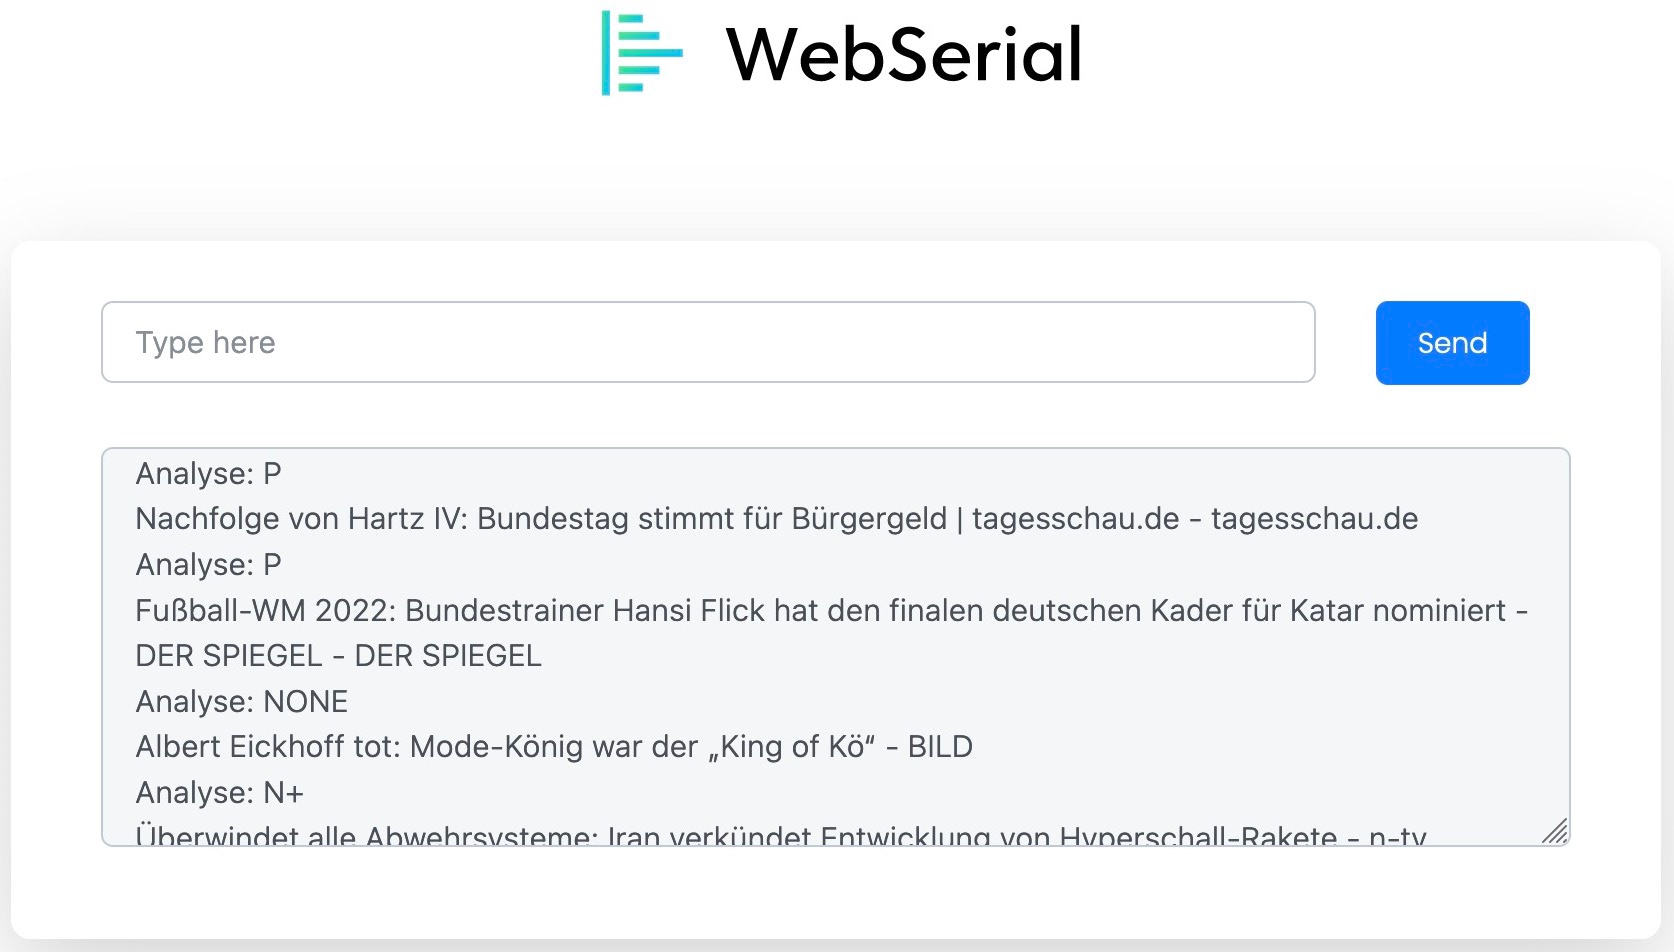 WebSerial
Type here
Send
Analyse: P
Nachfolge von Hartz IV: Bundestag stimmt für Bürgergeld | tagesschau.de - tagesschau.de
Analyse: P
Fußball-WM 2022: Bundestrainer Hansi Flick hat den finalen deutschen Kader für Katar nominiert -
DER SPIEGEL - DER SPIEGEL
Analyse: NONE
Albert Eickhoff tot: Mode-König war der „King of Kö“ - BILD
Analyse: N+
Überwindet alle Abwehrsysteme: Iran verkündet Entwicklung von Hyperschall-Rakete - n-tv